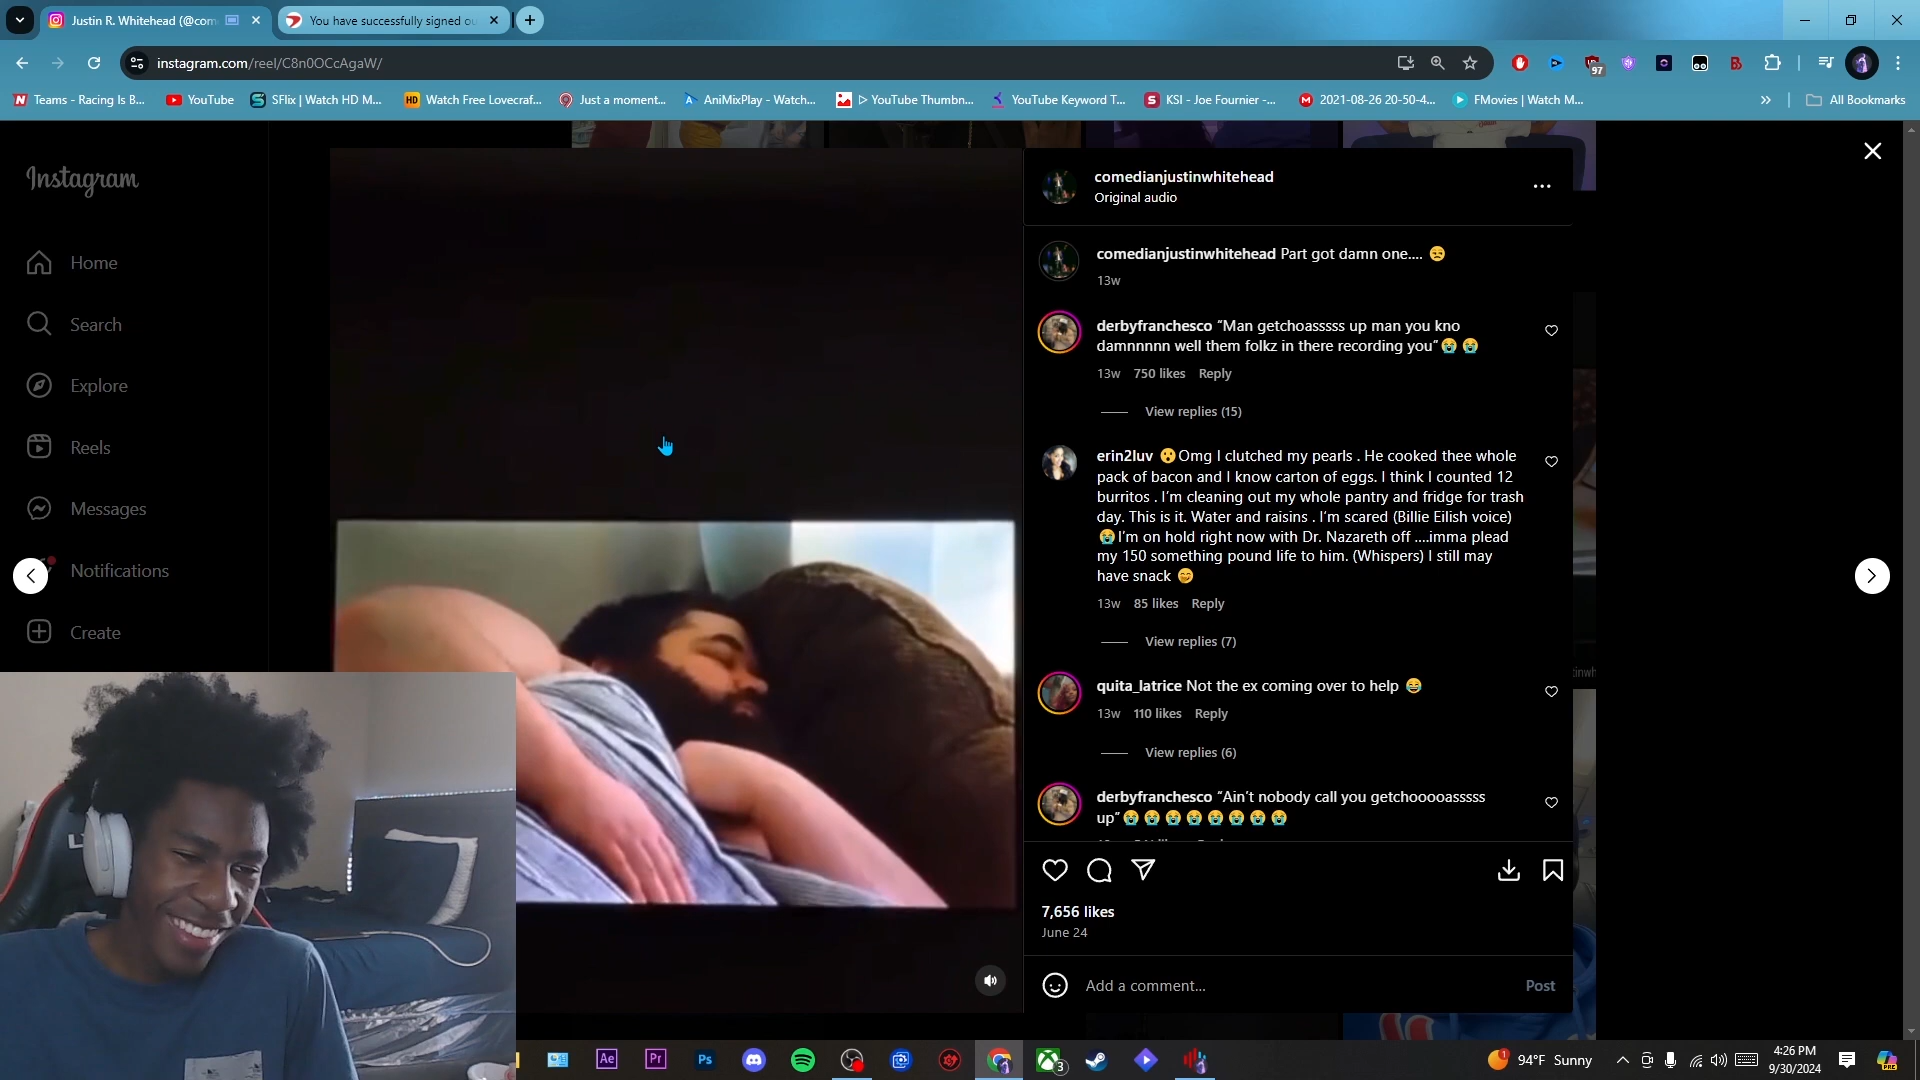 Justin R. Whitehead (@com
You have successfully signed ou
instagram.com/reel/C8n0OCcAgaW/
97
Teams - Racing Is B...
YouTube
SFlix | Watch HD M...
HD
Watch Free Lovecraf...
Just a moment...
AniMixPlay - Watch...
▷ YouTube Thumbn...
YouTube Keyword T...
KSI - Joe Fournier -...
2021-08-26 20-50-4...
FMovies | Watch M...
»
All Bookmarks
Instagram
Home
Search
Explore
Reels
Messages
Notifications
Create
comedianjustinwhitehead
Original audio
comedianjustinwhitehead Part got damn one.... 😒
13w
derbyfranchesco “Man getchoasssss up man you kno
damnnnnn well them folkz in there recording you”😭 😭
13w 750 likes Reply
View replies (15)
erin2luv 😮Omg I clutched my pearls . He cooked thee whole
pack of bacon and I know carton of eggs. I think I counted 12
burritos . I’m cleaning out my whole pantry and fridge for trash
day. This is it. Water and raisins . I’m scared (Billie Eilish voice)
😭I’m on hold right now with Dr. Nazareth off ....imma plead
my 150 something pound life to him. (Whispers) I still may
have snack 😊
13w 85 likes Reply
View replies (7)
quita_latrice Not the ex coming over to help 😂
13w 110 likes Reply
View replies (6)
derbyfranchesco “Ain’t nobody call you getchooooasssss
up”😭 😭 😭 😭 😭 😭 😭 😭
7,656 likes
June 24
Add a comment...
Post
Ae
Pr
Ps
3
1
94°F Sunny
4:26 PM
9/30/2024